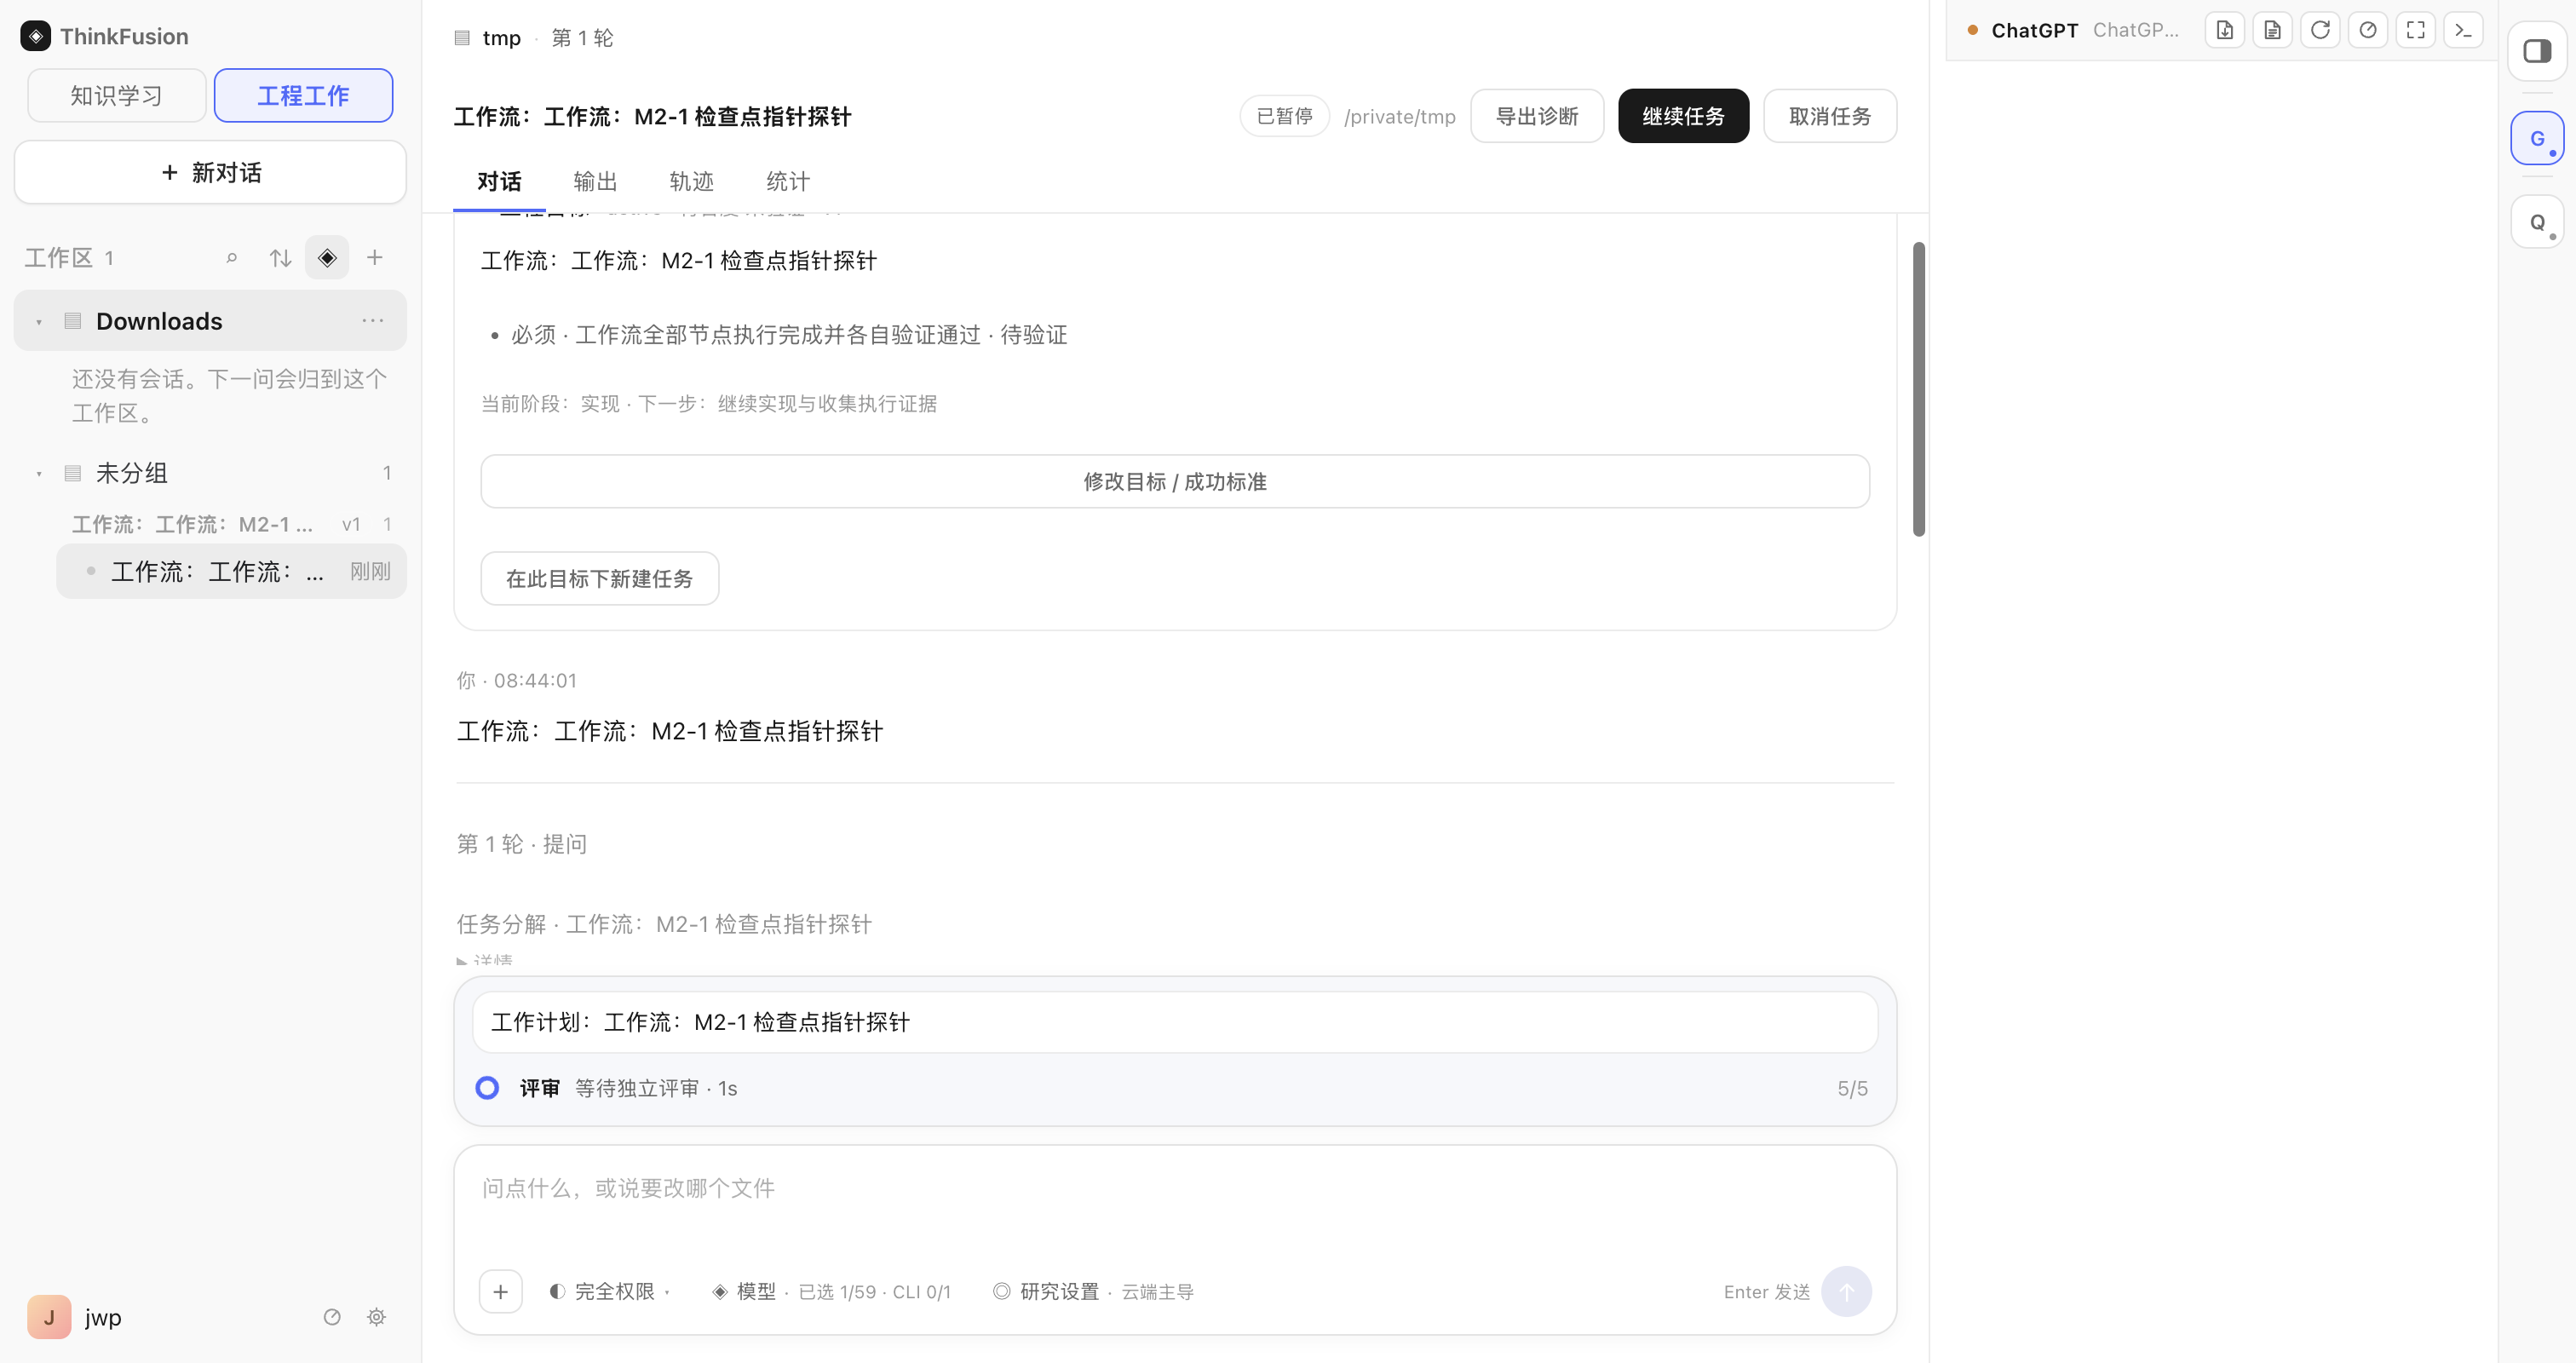 ThinkFusion
知识学习
工程工作
+ 新对话
工作区 1
Downloads
还没有会话。下一问会归到这个
工作区。
未分组 1
工作流：工作流：M2-1 ... v1 1
工作流：工作流：... 刚刚
J jwp
tmp · 第 1 轮
工作流：工作流：M2-1 检查点指针探针
已暂停 /private/tmp 导出诊断 继续任务 取消任务
对话 输出 轨迹 统计
工作流：工作流：M2-1 检查点指针探针
• 必须 · 工作流全部节点执行完成并各自验证通过 · 待验证
当前阶段：实现 · 下一步：继续实现与收集执行证据
修改目标 / 成功标准
在此目标下新建任务
你 · 08:44:01
工作流：工作流：M2-1 检查点指针探针
第 1 轮 · 提问
任务分解 · 工作流：M2-1 检查点指针探针
详情
工作计划：工作流：M2-1 检查点指针探针
评审 等待独立评审 · 1s 5/5
问点什么，或说要改哪个文件
+ 完全权限 模型 · 已选 1/59 · CLI 0/1 研究设置 · 云端主导 Enter 发送
ChatGPT ChatGP...
G
Q